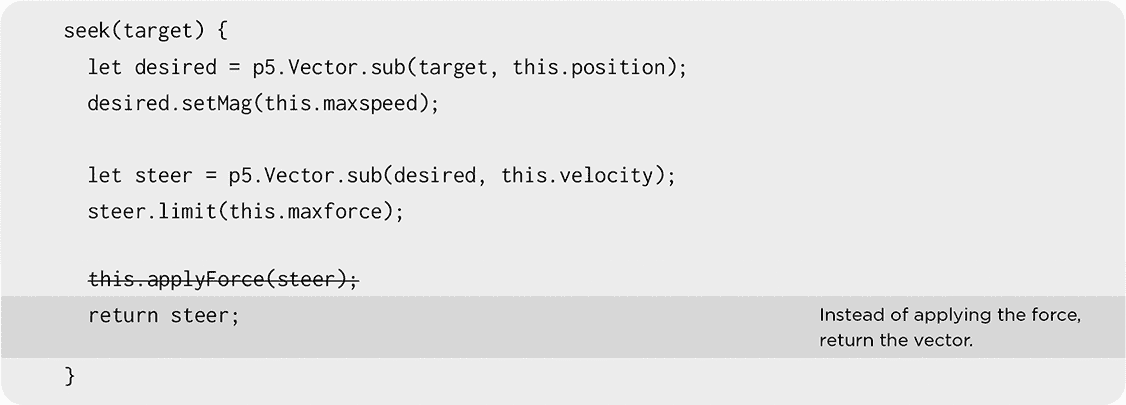 seek(target) {
let desired = p5.Vector.sub(target, this.position);
desired.setMag(this.maxspeed);
let steer = p5.Vector.sub(desired, this.velocity);
steer.limit(this.maxforce);
this.applyForce(steer);
return steer;
Instead of applying the force,
return the vector.
}